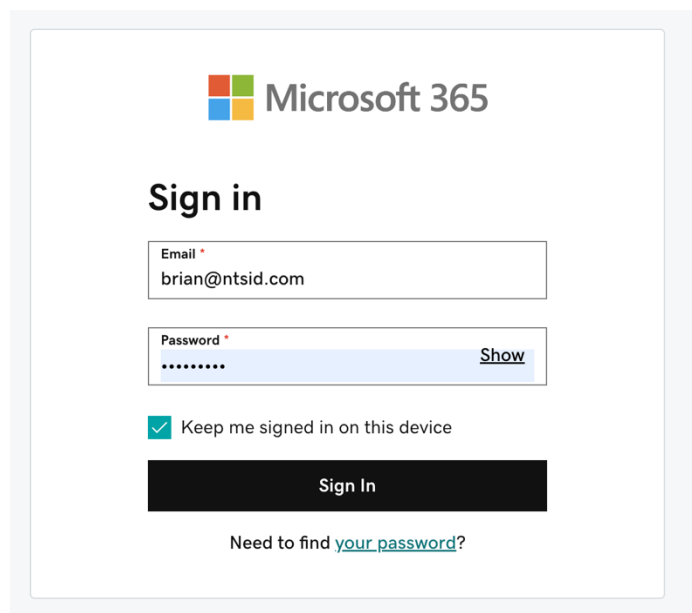 Microsoft 365
Sign in
Email *
brian@ntsid.com
Password *
•••••••••
Show
Keep me signed in on this device
Sign In
Need to find your password?